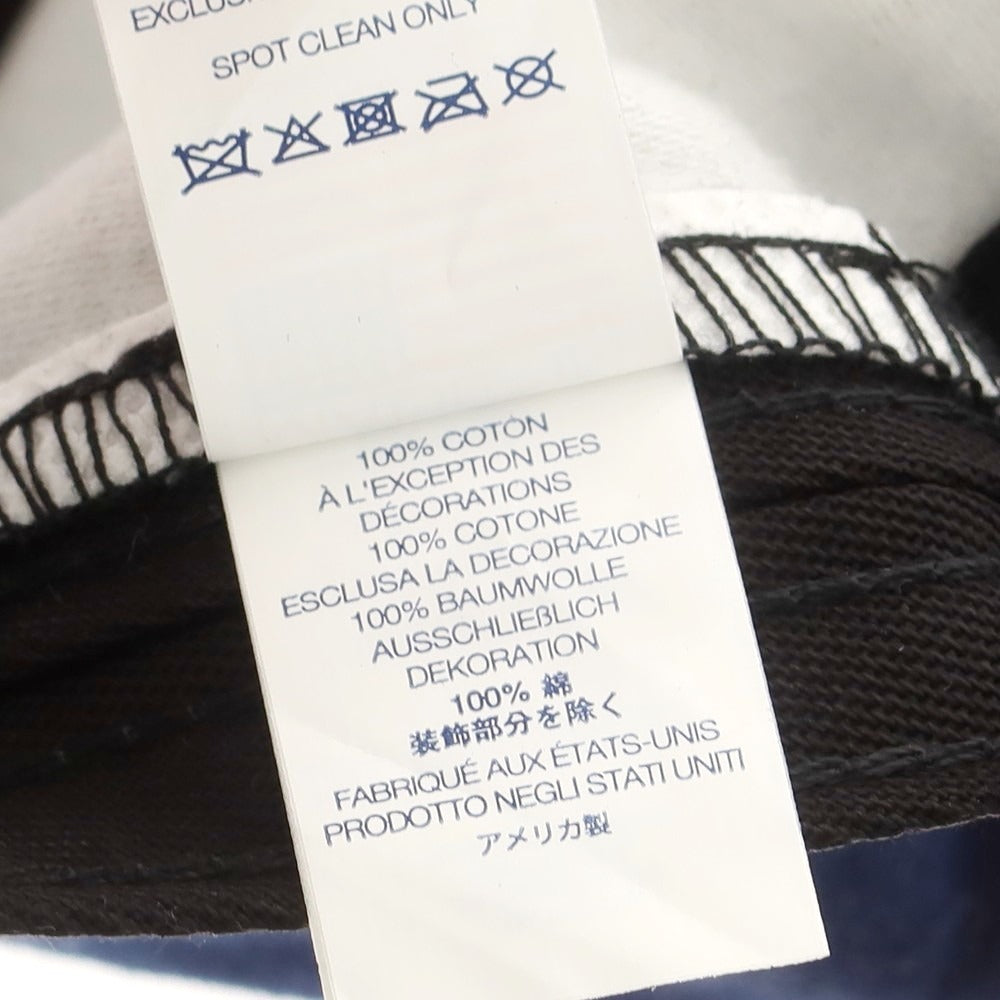 SPOT CLEAN ONLY
100% COTON
À L'EXCEPTION DES
DÉCORATIONS
100% COTONE
ESCLUSA LA DECORAZIONE
100% BAUMWOLLE
AUSSCHLIEßLICH
DEKORATION
100% 綿
装飾部分を除く
FABRIQUÉ AUX ÉTATS-UNIS
PRODOTTO NEGLI STATI UNITI
アメリカ製